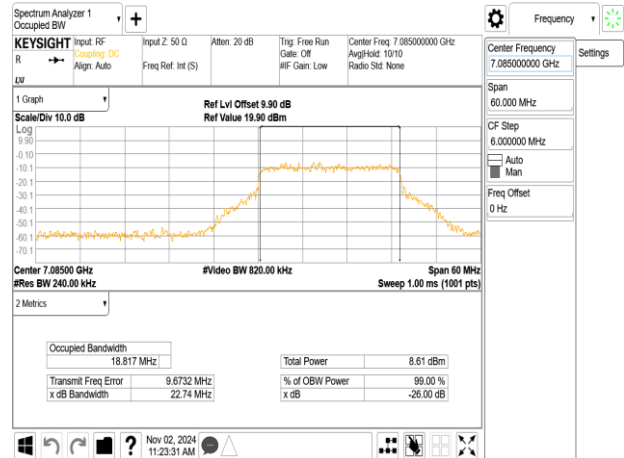 Spectrum Analyzer 1
Occupied BW
Frequency
KEYSIGHT
R
LXI
Input: RF
Coupling: DC
Align: Auto
Input Z: 50 Ω
Freq Ref: Int (S)
Atten: 20 dB
Trig: Free Run
Gate: Off
#IF Gain: Low
Center Freq: 7.085000000 GHz
Avg|Hold: 10/10
Radio Std: None
Center Frequency
7.085000000 GHz
Settings
Span
60.000 MHz
CF Step
6.000000 MHz
Auto
Man
Freq Offset
0 Hz
1 Graph
Scale/Div 10.0 dB
Ref Lvl Offset 9.90 dB
Ref Value 19.90 dBm
Log
9.90
-0.10
-10.1
-20.1
-30.1
-40.1
-50.1
-60.1
-70.1
Center 7.08500 GHz
#Res BW 240.00 kHz
#Video BW 820.00 kHz
Span 60 MHz
Sweep 1.00 ms (1001 pts)
2 Metrics
Occupied Bandwidth
18.817 MHz
Total Power 8.61 dBm
Transmit Freq Error 9.6732 MHz
% of OBW Power 99.00 %
x dB Bandwidth 22.74 MHz
x dB -26.00 dB
?
Nov 02, 2024
11:23:31 AM